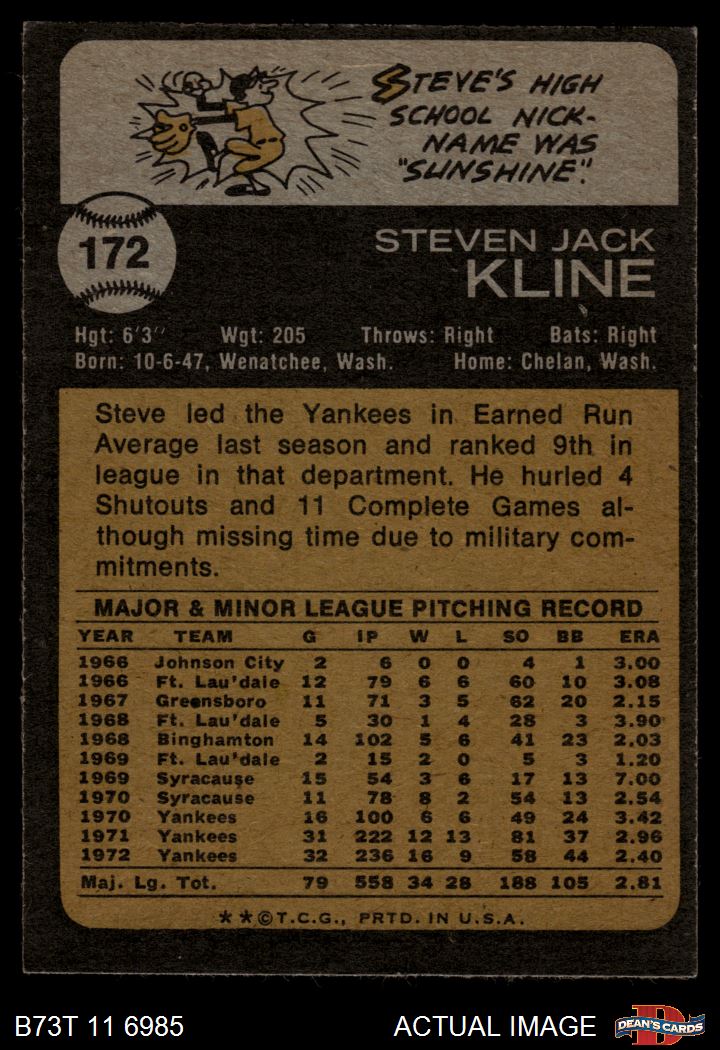 STEVE'S HIGH
SCHOOL NICK-
NAME WAS
"SUNSHINE".
172
STEVEN JACK
KLINE
Hgt: 6'3" Wgt: 205 Throws: Right Bats: Right
Born: 10-6-47, Wenatchee, Wash. Home: Chelan, Wash.
Steve led the Yankees in Earned Run
Average last season and ranked 9th in
league in that department. He hurled 4
Shutouts and 11 Complete Games al-
though missing time due to military com-
mitments.
MAJOR & MINOR LEAGUE PITCHING RECORD
YEAR TEAM G IP W L SO BB ERA
1966 Johnson City 2 6 0 0 4 1 3.00
1966 Ft. Lau'dale 12 79 6 6 60 10 3.08
1967 Greensboro 11 71 3 5 62 20 2.15
1968 Ft. Lau'dale 5 30 1 4 28 3 3.90
1968 Binghamton 14 102 5 6 41 23 2.03
1969 Ft. Lau'dale 2 15 2 0 5 3 1.20
1969 Syracause 15 54 3 6 17 13 7.00
1970 Syracause 11 78 8 2 54 13 2.54
1970 Yankees 16 100 6 6 49 24 3.42
1971 Yankees 31 222 12 13 81 37 2.96
1972 Yankees 32 236 16 9 58 44 2.40
Maj. Lg. Tot. 79 558 34 28 188 105 2.81
★★©T.C.G., PRTD. IN U.S.A.
B73T 11 6985 ACTUAL IMAGE
D
DEAN'S CARDS